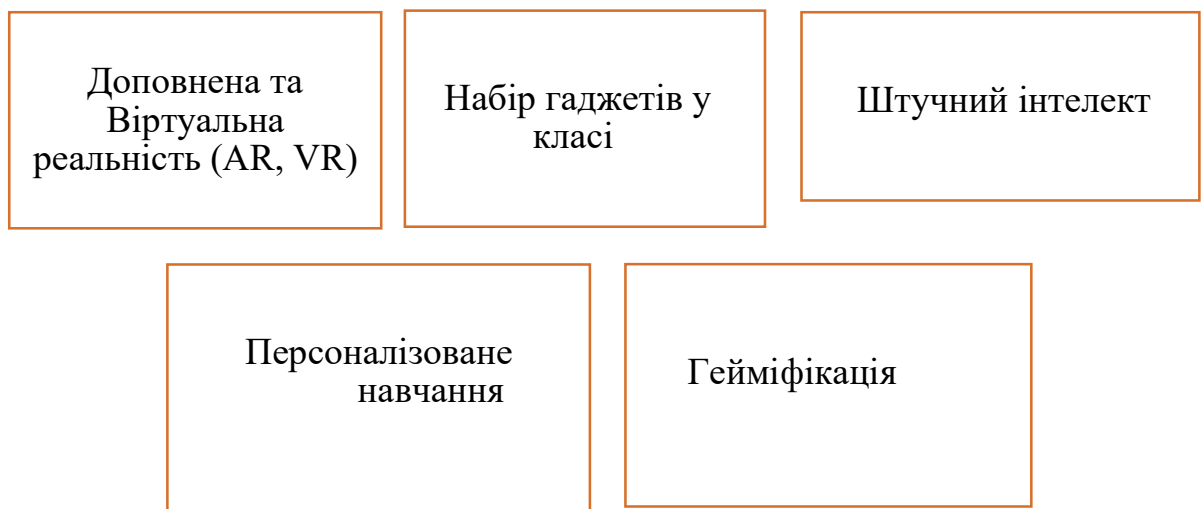 Доповнена та
Віртуальна
реальність (AR, VR)
Набір гаджетів у
класі
Штучний інтелект
Персоналізоване
навчання
Гейміфікація